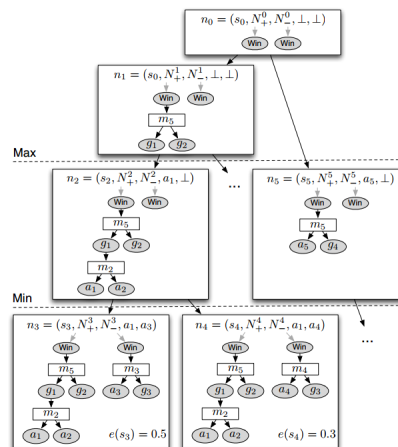 n₀ = (s₀, N₊⁰, N₋⁰, ⊥, ⊥)
Win Win
n₁ = (s₀, N₊¹, N₋¹, ⊥, ⊥)
Win Win
m₅
g₁ g₂
Max
n₂ = (s₂, N₊², N₋², a₁, ⊥)
Win Win
m₅
g₁ g₂
m₂
a₁ a₂
...
n₅ = (s₅, N₊⁵, N₋⁵, a₅, ⊥)
Win Win
m₅
a₅ g₄
Min
n₃ = (s₃, N₊³, N₋³, a₁, a₃)
Win Win
m₅ m₃
g₁ g₂ a₃ g₃
m₂
a₁ a₂
e(s₃) = 0.5
n₄ = (s₄, N₊⁴, N₋⁴, a₁, a₄)
Win Win
m₅ m₄
g₁ g₂ a₄ g₃
m₂
a₁ a₂
e(s₄) = 0.3
...